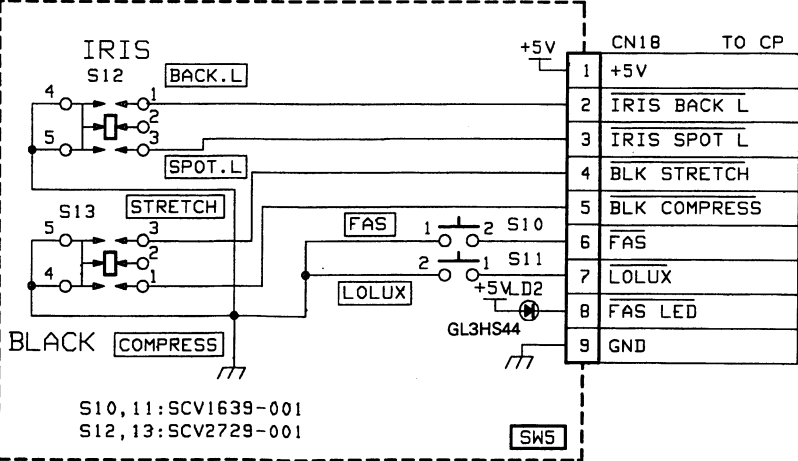 +5V CN18 TO CP
1 +5V
2 IRIS BACK L
3 IRIS SPOT L
4 BLK STRETCH
5 BLK COMPRESS
6 FAS
7 LOLUX
8 FAS LED
9 GND
IRIS
S12 BACK.L
4 1
2
5 3
SPOT.L
S13 STRETCH
5 3
2
4 1
BLACK COMPRESS
FAS 1 2 S10
2 1 S11
LOLUX
+5V LD2
GL3HS44
S10,11:SCV1639-001
S12,13:SCV2729-001
SW5